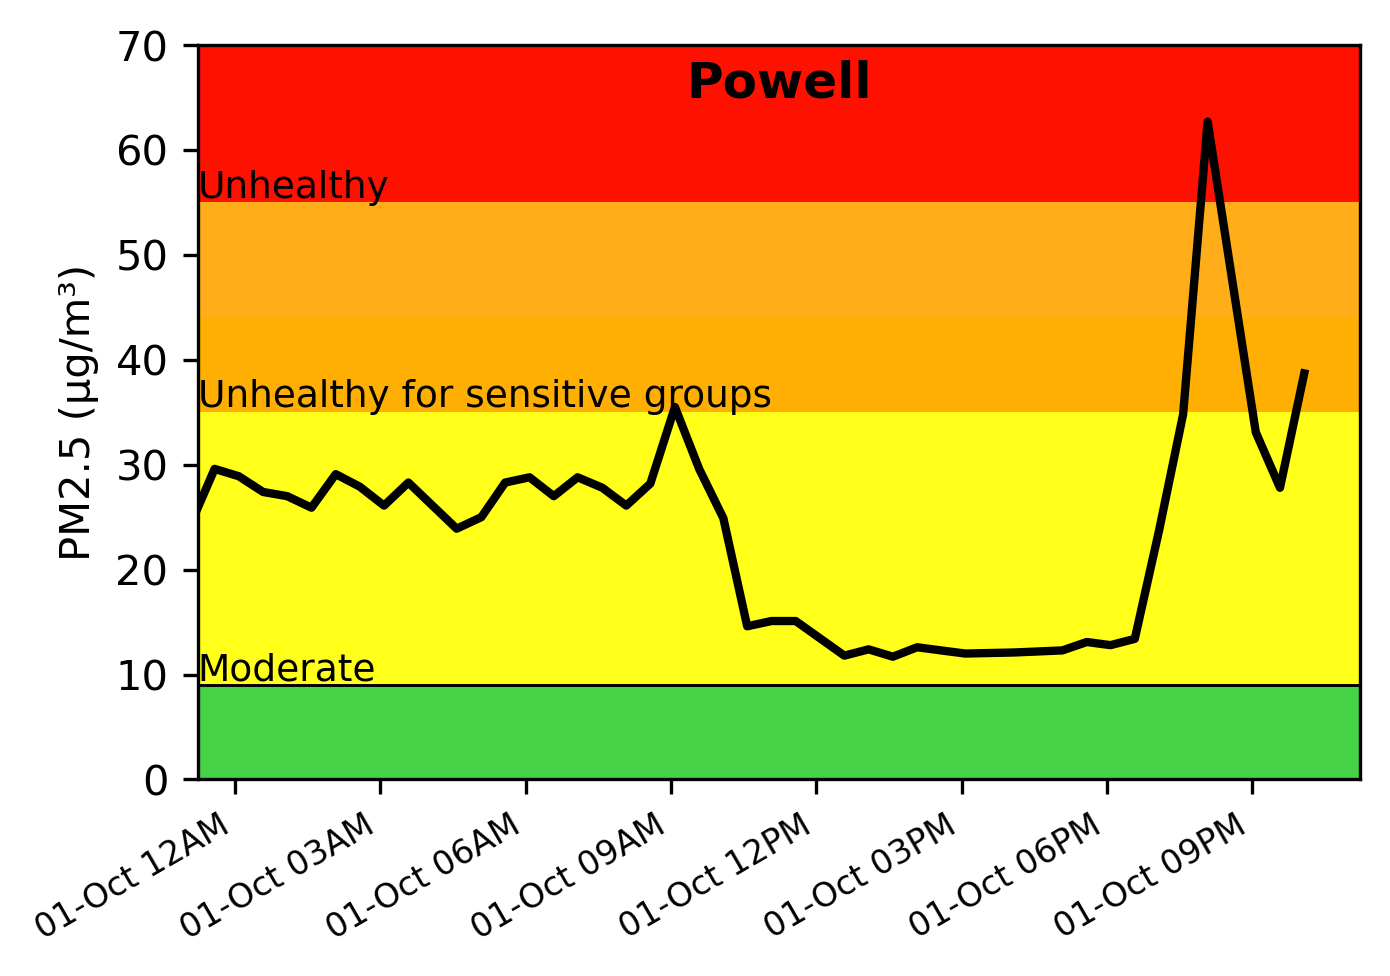 Powell
PM2.5 (µg/m³)
70
60
50
40
30
20
10
0
Unhealthy
Unhealthy for sensitive groups
Moderate
01-Oct 12AM
01-Oct 03AM
01-Oct 06AM
01-Oct 09AM
01-Oct 12PM
01-Oct 03PM
01-Oct 06PM
01-Oct 09PM